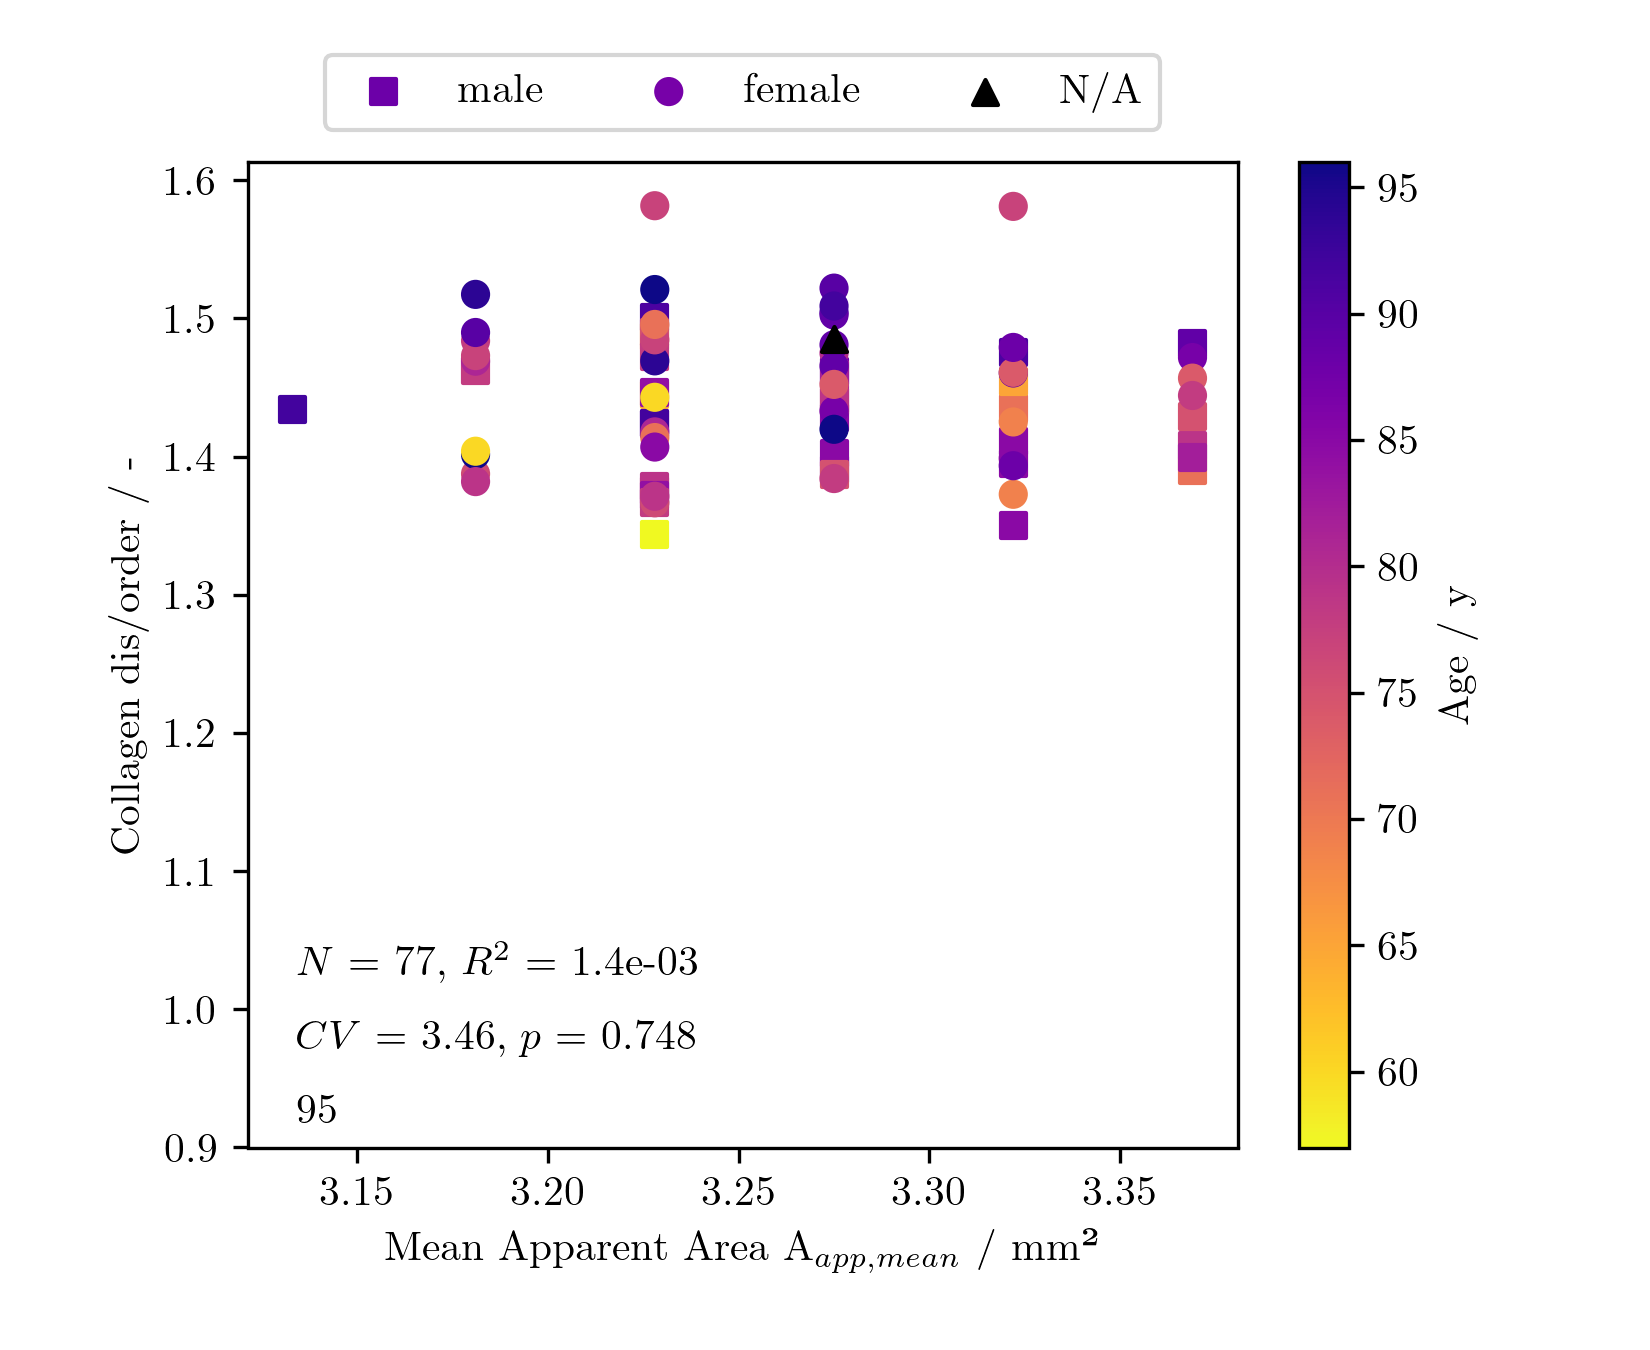 male female N/A
1.6
1.5
1.4
1.3
1.2
1.1
1.0
0.9
Collagen dis/order / -
N = 77, R² = 1.4e-03
CV = 3.46, p = 0.748
95
3.15 3.20 3.25 3.30 3.35
Mean Apparent Area A_{app,mean} / mm²
95
90
85
80
75
70
65
60
Age / y